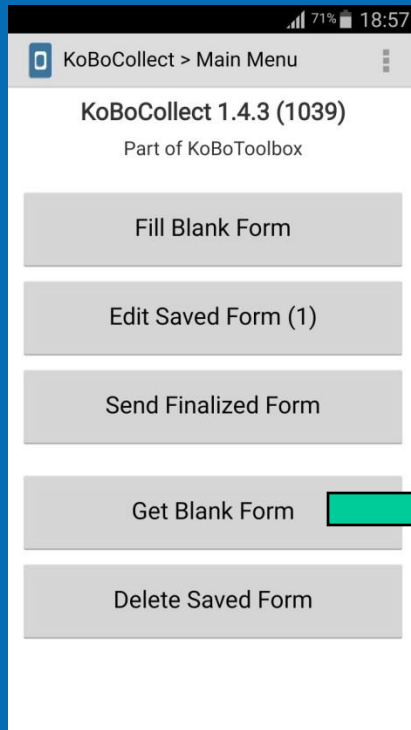 71% 18:57
KoBoCollect > Main Menu
KoBoCollect 1.4.3 (1039)
Part of KoBoToolbox
Fill Blank Form
Edit Saved Form (1)
Send Finalized Form
Get Blank Form
Delete Saved Form